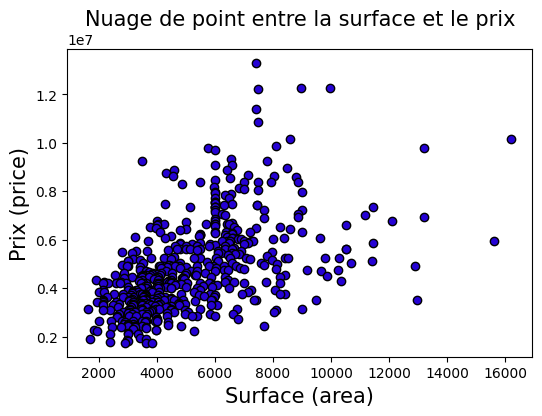 Nuage de point entre la surface et le prix
1e7
1.2
1.0
0.8
0.6
0.4
0.2
Prix (price)
2000 4000 6000 8000 10000 12000 14000 16000
Surface (area)